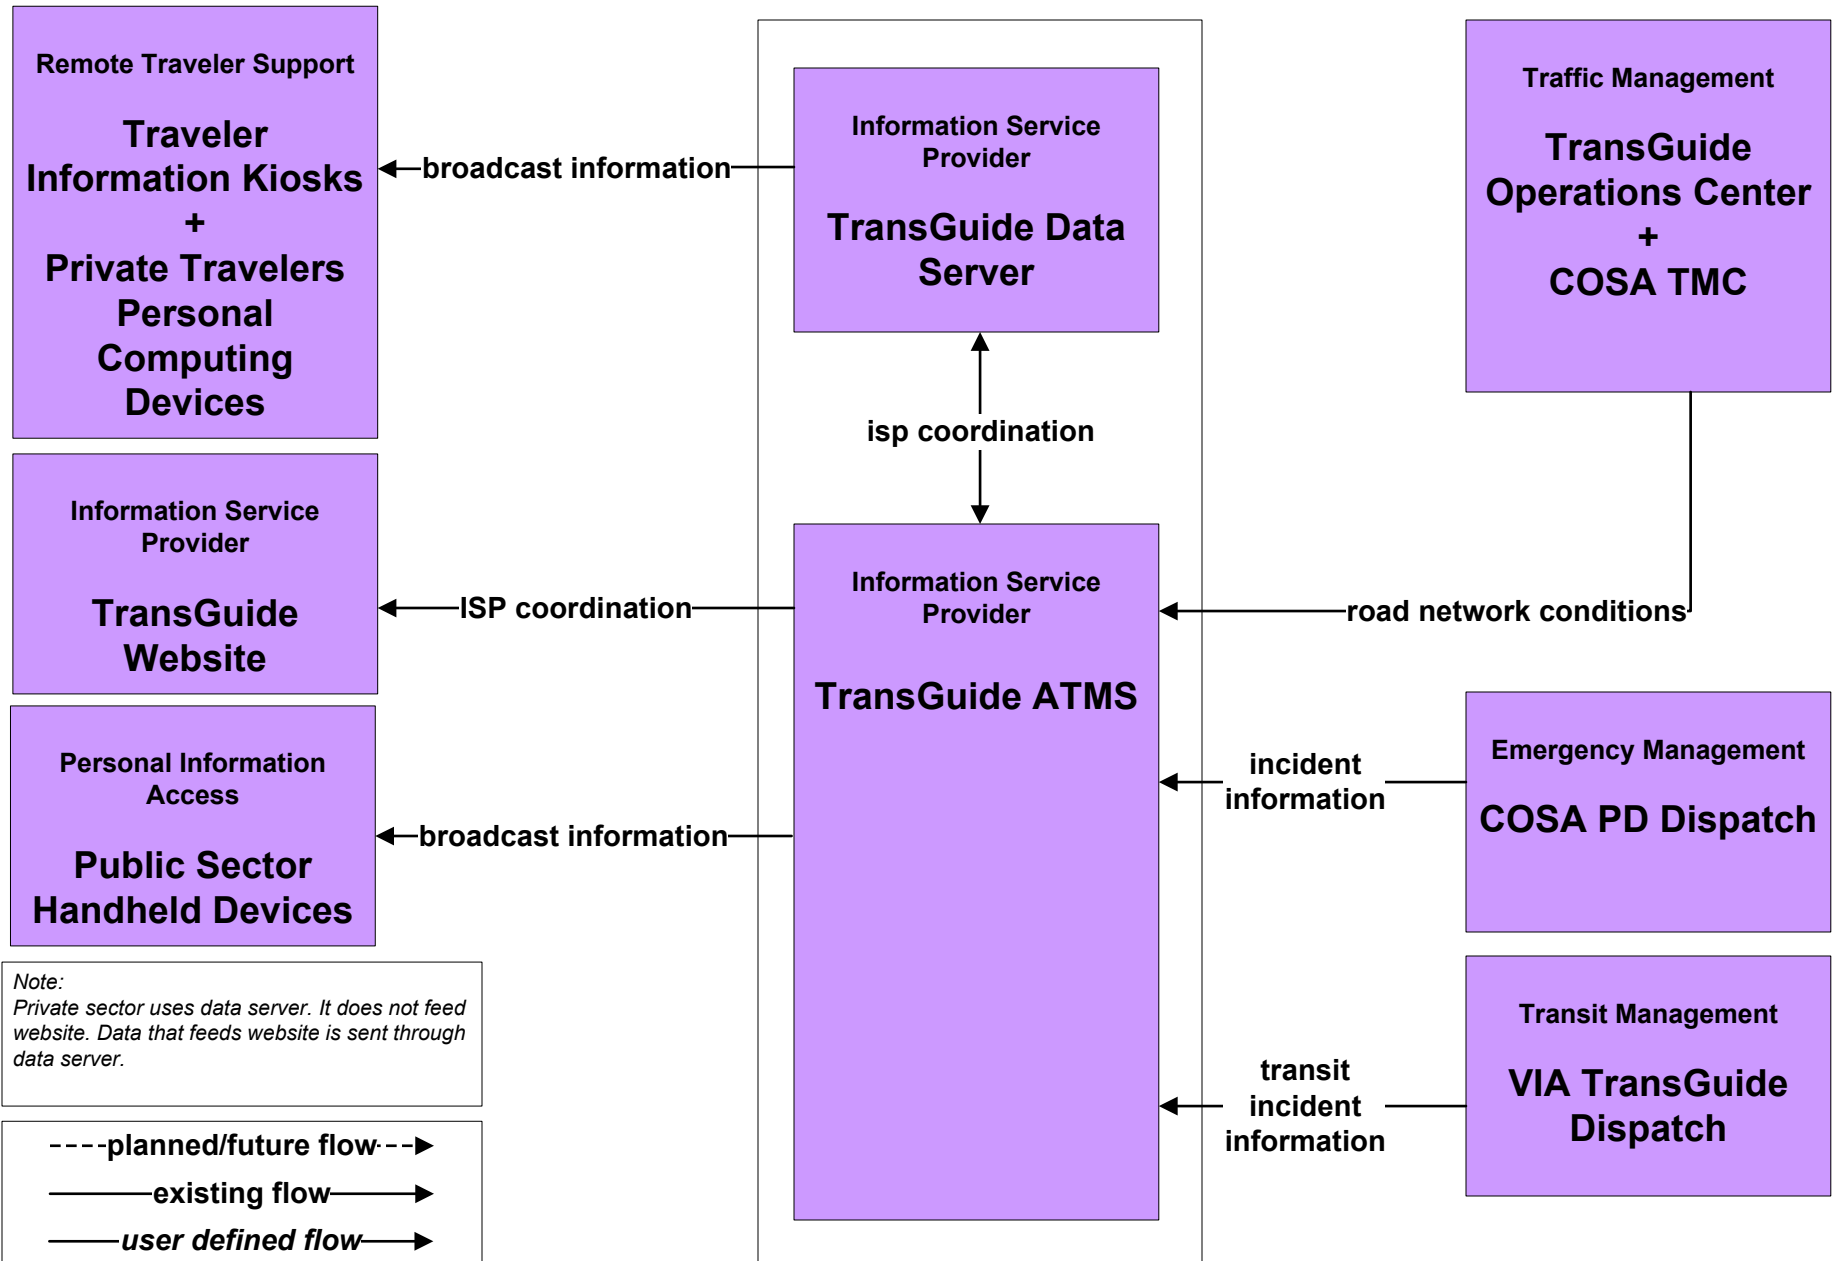 Remote Traveler Support
Traveler
Information Kiosks
+
Private Travelers
Personal
Computing
Devices
broadcast information
Information Service
Provider
TransGuide Data
Server
Traffic Management
TransGuide
Operations Center
+
COSA TMC
isp coordination
Information Service
Provider
TransGuide
Website
ISP coordination
Information Service
Provider
TransGuide ATMS
road network conditions
Personal Information
Access
Public Sector
Handheld Devices
broadcast information
incident
information
Emergency Management
COSA PD Dispatch
transit
incident
information
Transit Management
VIA TransGuide
Dispatch
Note:
Private sector uses data server. It does not feed
website. Data that feeds website is sent through
data server.
planned/future flow
existing flow
user defined flow